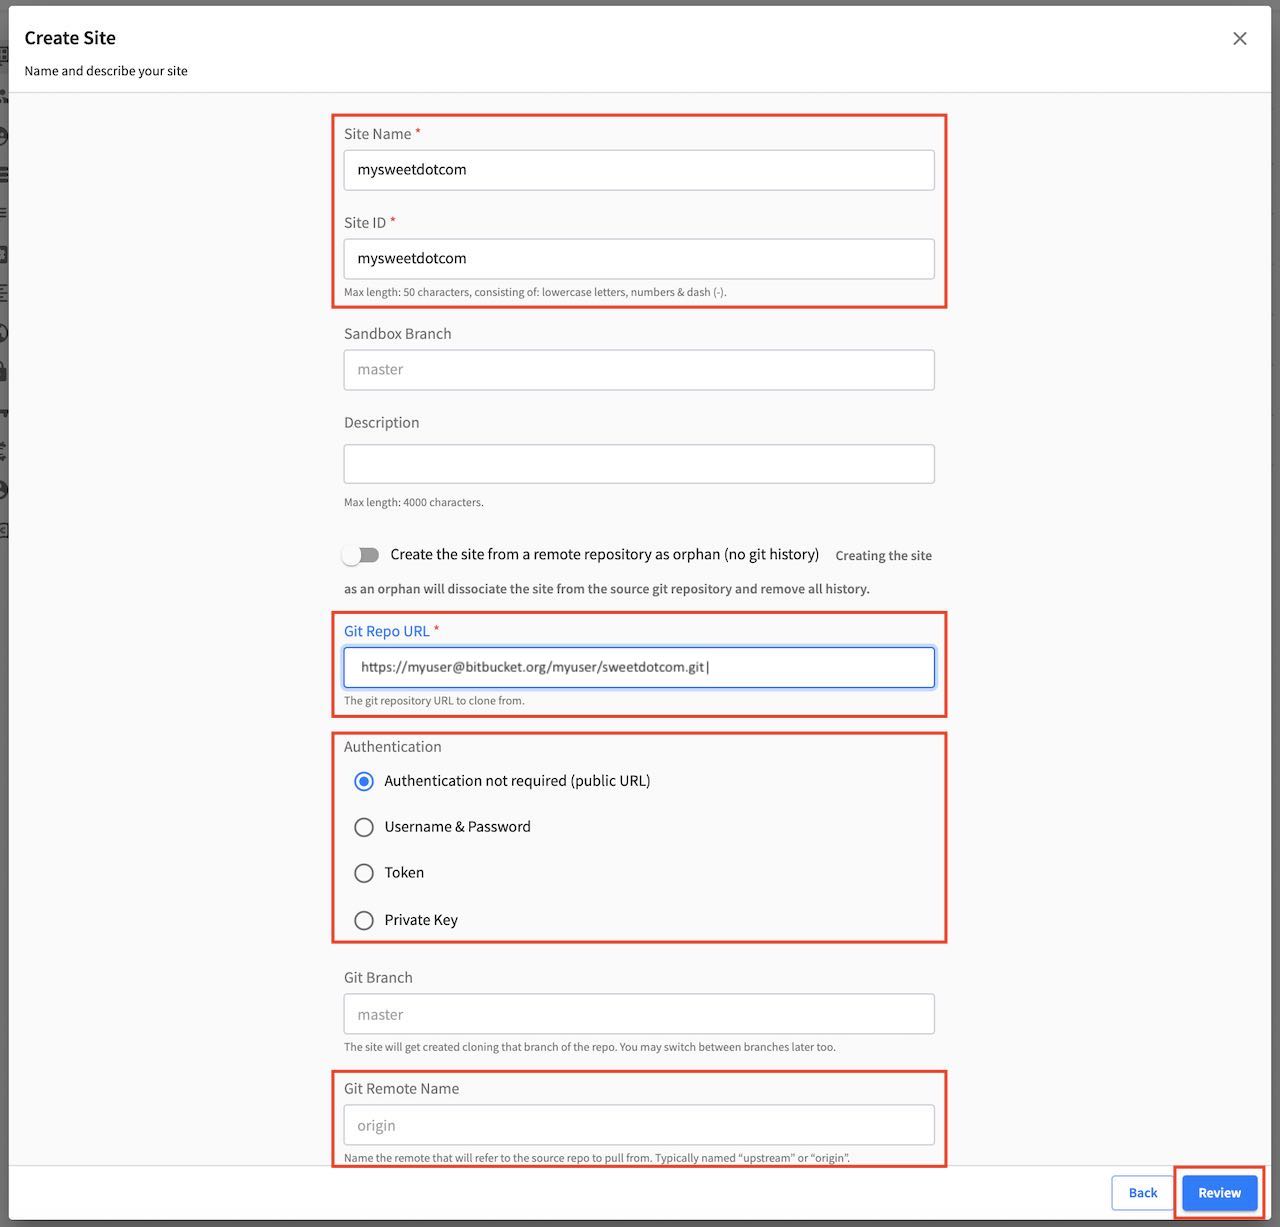 Create Site
Name and describe your site
Site Name *
mysweetdotcom
Site ID *
mysweetdotcom
Max length: 50 characters, consisting of: lowercase letters, numbers & dash (-).
Sandbox Branch
master
Description
Max length: 4000 characters.
Create the site from a remote repository as orphan (no git history) Creating the site
as an orphan will dissociate the site from the source git repository and remove all history.
Git Repo URL *
https://myuser@bitbucket.org/myuser/sweetdotcom.git
The git repository URL to clone from.
Authentication
Authentication not required (public URL)
Username & Password
Token
Private Key
Git Branch
master
The site will get created cloning that branch of the repo. You may switch between branches later too.
Git Remote Name
origin
Name the remote that will refer to the source repo to pull from. Typically named “upstream” or “origin”.
Back Review